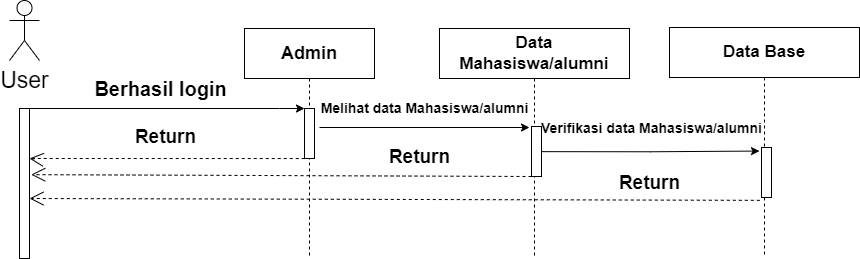 User
Admin
Data
Mahasiswa/alumni
Data Base
Berhasil login
Melihat data Mahasiswa/alumni
Verifikasi data Mahasiswa/alumni
Return
Return
Return